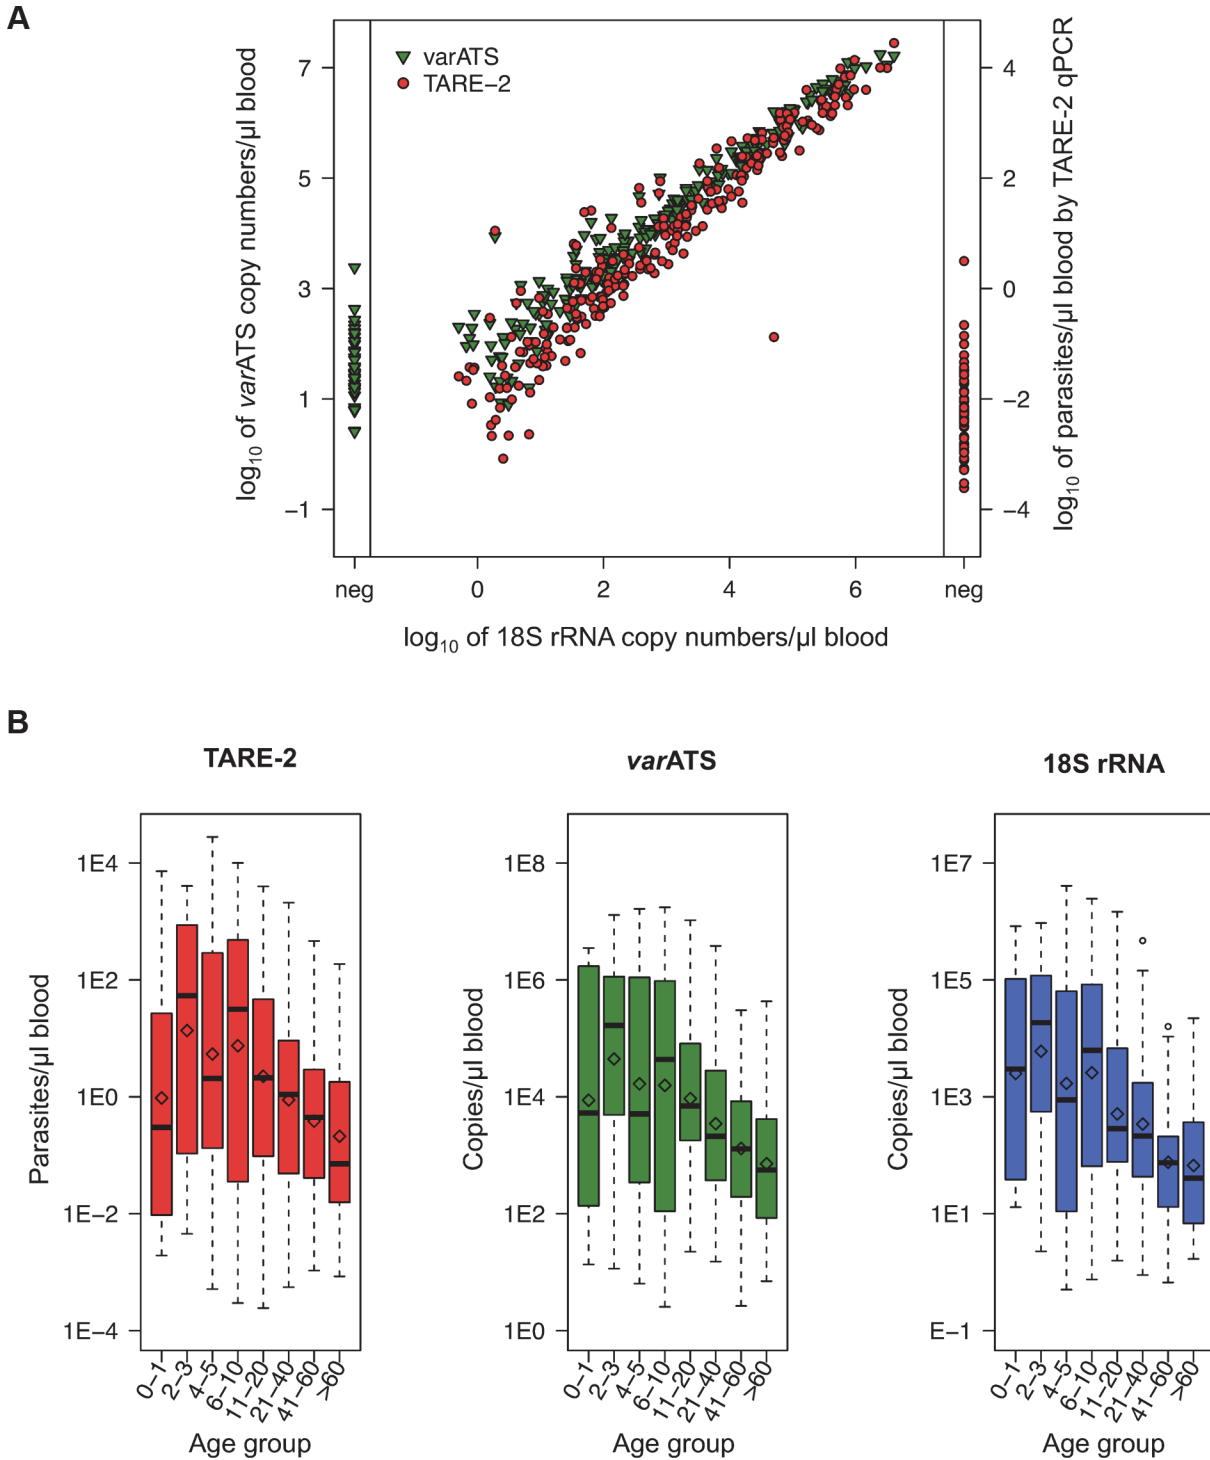 A
varATS
TARE−2
7
5
3
1
−1
log10 of varATS copy numbers/µl blood
4
2
0
−2
−4
log10 of parasites/µl blood by TARE-2 qPCR
neg
0
2
4
6
neg
log10 of 18S rRNA copy numbers/µl blood
B
TARE-2
varATS
18S rRNA
1E4
1E2
1E0
1E−2
1E−4
Parasites/µl blood
0−1
2−3
4−5
6−10
11−20
21−40
41−60
>60
Age group
1E8
1E6
1E4
1E2
1E0
Copies/µl blood
0−1
2−3
4−5
6−10
11−20
21−40
41−60
>60
Age group
1E7
1E5
1E3
1E1
E−1
Copies/µl blood
0−1
2−3
4−5
6−10
11−20
21−40
41−60
>60
Age group